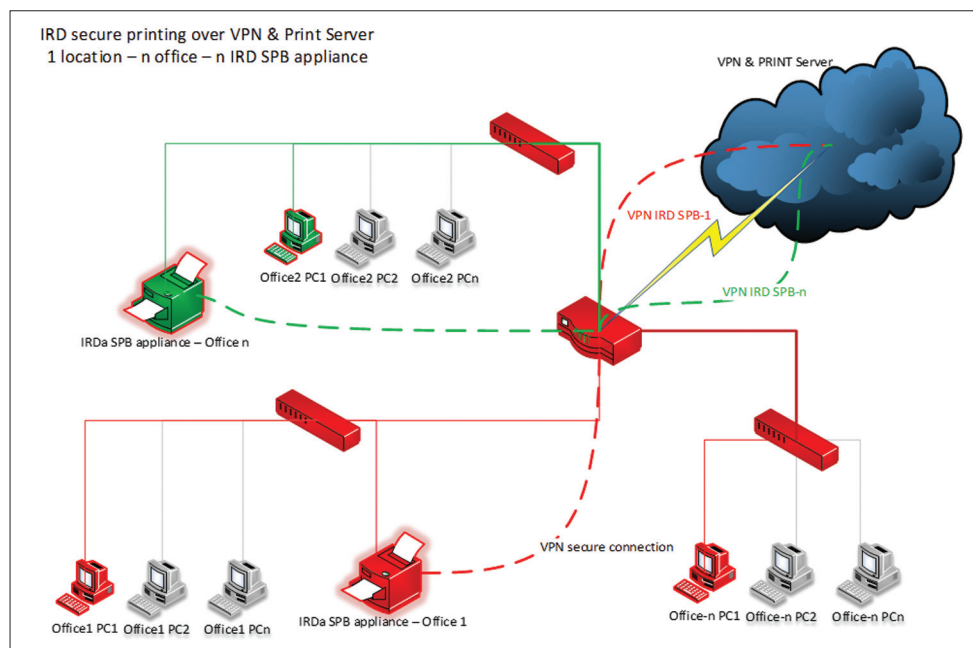 IRD secure printing over VPN & Print Server
1 location – n office – n IRD SPB appliance
VPN & PRINT Server
VPN IRD SPB-1
VPN IRD SPB-n
Office2 PC1
Office2 PC2
Office2 PCn
IRDa SPB appliance – Office n
VPN secure connection
Office1 PC1
Office1 PC2
Office1 PCn
IRDa SPB appliance – Office 1
Office-n PC1
Office-n PC2
Office-n PCn